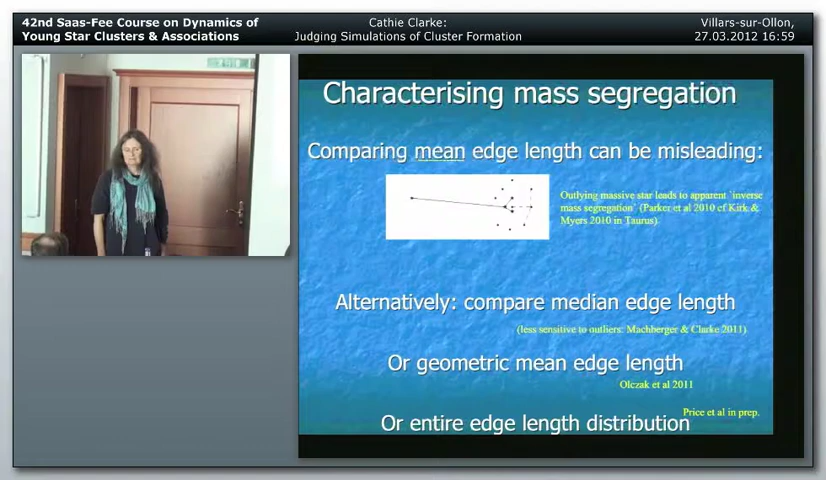 42nd Saas-Fee Course on Dynamics of
Young Star Clusters & Associations
Cathie Clarke:
Judging Simulations of Cluster Formation
Villars-sur-Ollon,
27.03.2012 16:59
Characterising mass segregation
Comparing mean edge length can be misleading:
Outlying massive star leads to apparent `inverse
mass segregation' (Parker et al 2010 cf Kirk &
Myers 2010 in Taurus)
Alternatively: compare median edge length
(less sensitive to outliers: Machberger & Clarke 2011)
Or geometric mean edge length
Olczak et al 2011
Price et al in prep.
Or entire edge length distribution